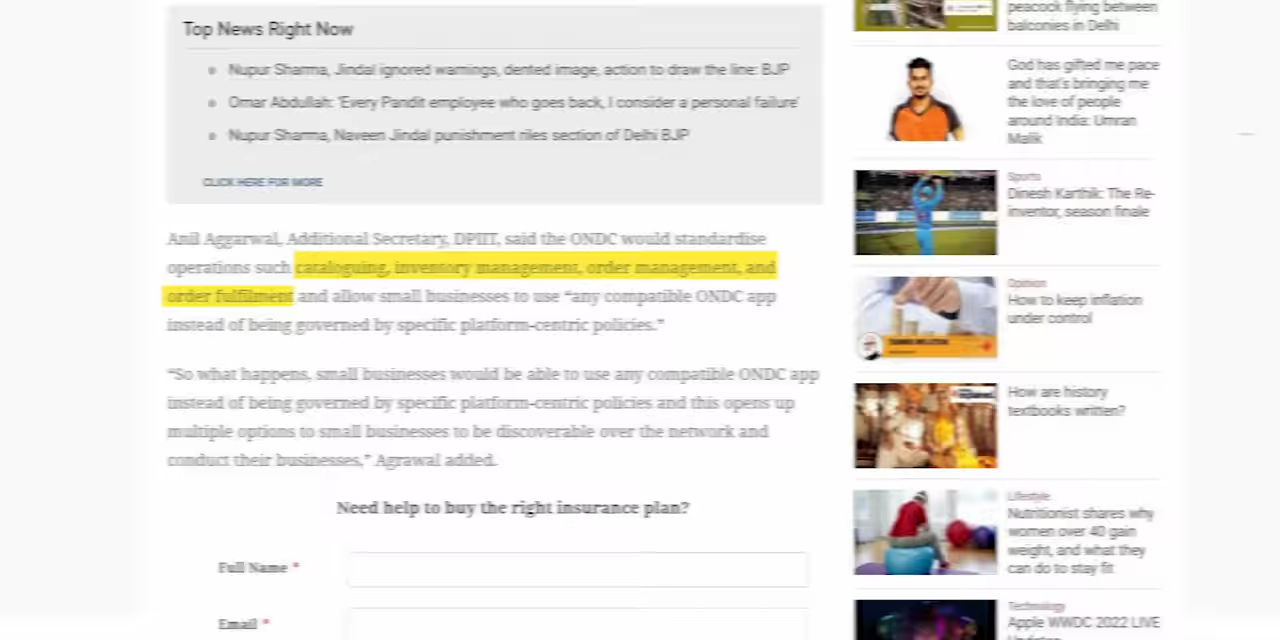 Top News Right Now
Nupur Sharma, Jindal ignored warnings, dented image, action to draw the line: BJP
Omar Abdullah: 'Every Pandit employee who goes back, I consider a personal failure'
Nupur Sharma, Naveen Jindal punishment riles section of Delhi BJP
CLICK HERE FOR MORE
Anil Aggarwal, Additional Secretary, DPIIT, said the ONDC would standardise
operations such cataloguing, inventory management, order management, and
order fulfilment and allow small businesses to use “any compatible ONDC app
instead of being governed by specific platform-centric policies.”
“So what happens, small businesses would be able to use any compatible ONDC app
instead of being governed by specific platform-centric policies and this opens up
multiple options to small businesses to be discoverable over the network and
conduct their businesses,” Agrawal added.
Need help to buy the right insurance plan?
Full Name *
Email *
peacock flying between
balconies in Delhi
God has gifted me pace
and that's bringing me
the love of people
around India: Umran
Malik
Sports
Dinesh Karthik: The Re-
inventor, season finale
Opinion
How to keep inflation
under control
How are history
textbooks written?
Lifestyle
Nutritionist shares why
women over 40 gain
weight, and what they
can do to stay fit
Technology
Apple WWDC 2022 LIVE